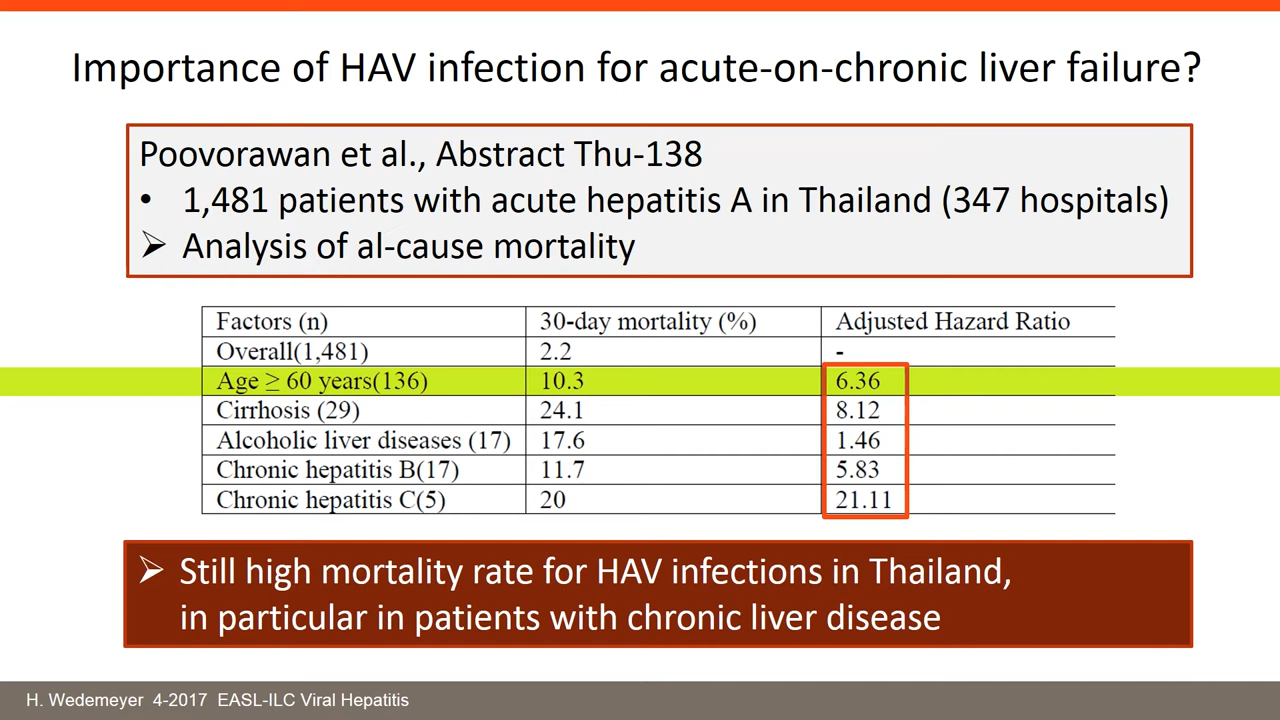 Importance of HAV infection for acute-on-chronic liver failure?
Poovorawan et al., Abstract Thu-138
• 1,481 patients with acute hepatitis A in Thailand (347 hospitals)
➢ Analysis of al-cause mortality
Factors (n) 30-day mortality (%) Adjusted Hazard Ratio
Overall(1,481) 2.2 -
Age ≥ 60 years(136) 10.3 6.36
Cirrhosis (29) 24.1 8.12
Alcoholic liver diseases (17) 17.6 1.46
Chronic hepatitis B(17) 11.7 5.83
Chronic hepatitis C(5) 20 21.11
➢ Still high mortality rate for HAV infections in Thailand,
in particular in patients with chronic liver disease
H. Wedemeyer 4-2017 EASL-ILC Viral Hepatitis